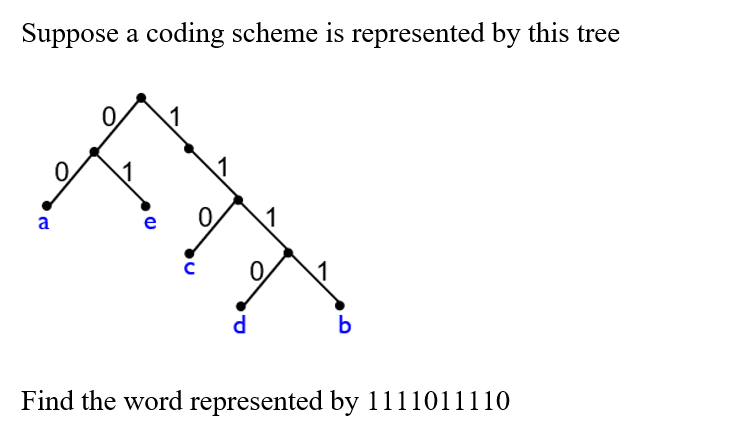 Suppose a coding scheme is represented by this tree
0 1
0 1 1
a e 0 1
c 0 1
d b
Find the word represented by 1111011110